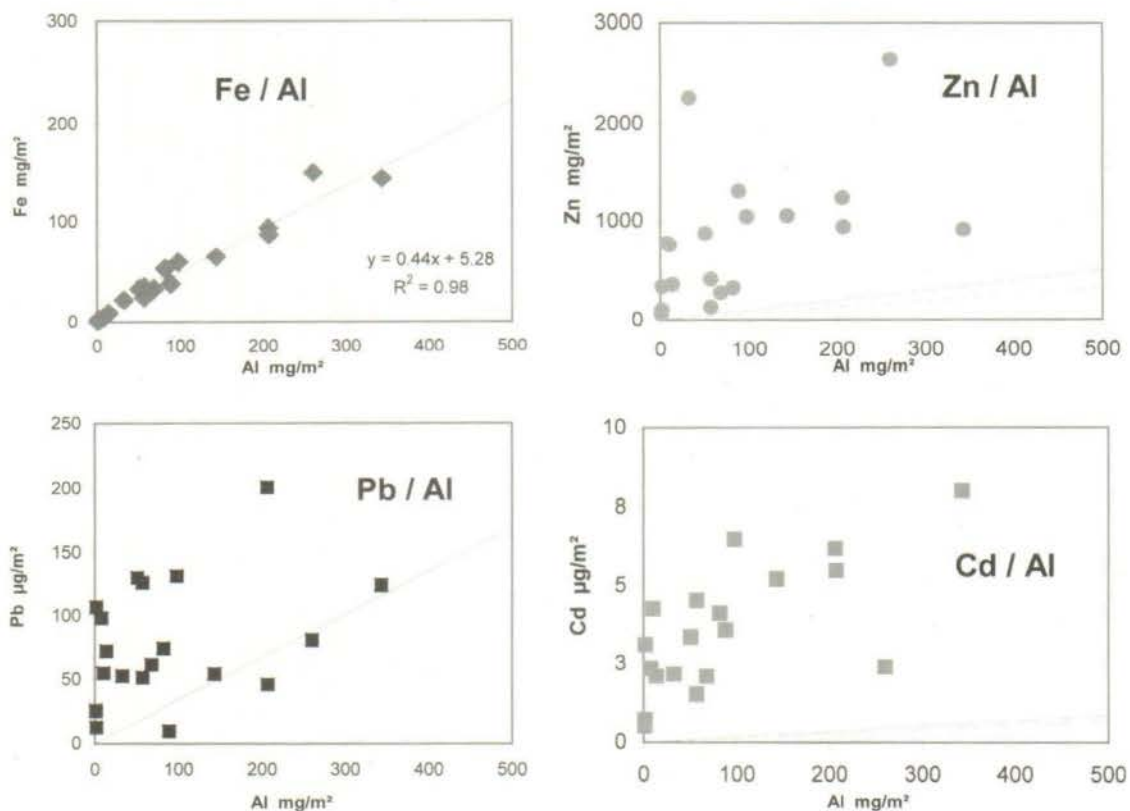 300
200
100
0
Fe mg/m²
Fe / Al
y = 0.44x + 5.28
R² = 0.98
0 100 200 300 400 500
Al mg/m²
3000
2000
1000
0
Zn mg/m²
Zn / Al
0 100 200 300 400 500
Al mg/m²
250
200
150
100
50
0
Pb µg/m²
Pb / Al
0 100 200 300 400 500
Al mg/m²
10
8
5
3
0
Cd µg/m²
Cd / Al
0 100 200 300 400 500
Al mg/m²